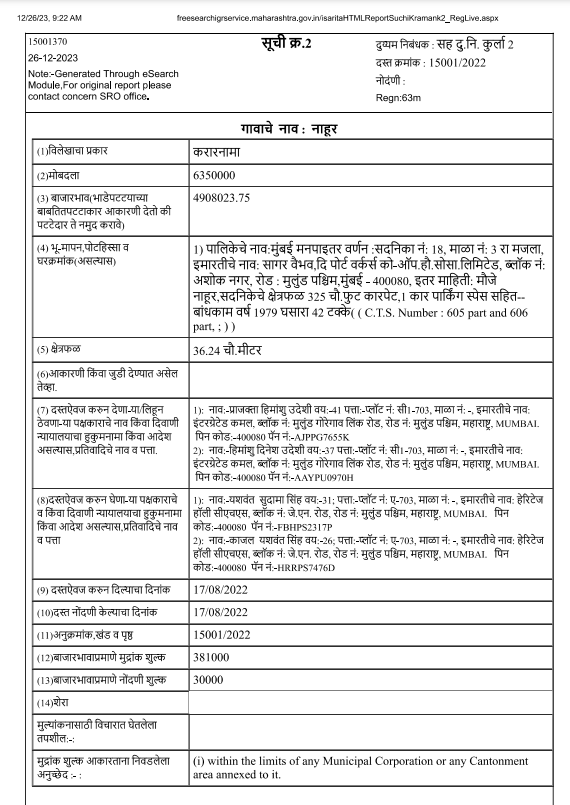 12/26/23, 9:22 AM
freesearchigrservice.maharashtra.gov.in/isaritaHTMLReportSuchiKramank2_RegLive.aspx
15001370
26-12-2023
Note:-Generated Through eSearch
Module,For original report please
contact concern SRO office.
सूची क्र.2
दुय्यम निबंधक : सह दु.नि. कुर्ला 2
दस्त क्रमांक : 15001/2022
नोदंणी :
Regn:63m
गावाचे नाव : नाहूर
(1)विलेखाचा प्रकार
करारनामा
(2)मोबदला
6350000
(3) बाजारभाव(भाडेपटटयाच्या
बाबतितपटटाकार आकारणी देतो की
पटटेदार ते नमुद करावे)
4908023.75
(4) भू-मापन,पोटहिस्सा व
घरक्रमांक(असल्यास)
1) पालिकेचे नाव:मुंबई मनपाइतर वर्णन :सदनिका नं: 18, माळा नं: 3 रा मजला,
इमारतीचे नाव: सागर वैभव,दि पोर्ट वर्कर्स को-ऑप.हौ.सोसा.लिमिटेड, ब्लॉक नं:
अशोक नगर, रोड : मुलुंड पश्चिम,मुंबई - 400080, इतर माहिती: मौजे
नाहूर,सदनिकेचे क्षेत्रफळ 325 चौ.फुट कारपेट,1 कार पार्किंग स्पेस सहित--
बांधकाम वर्ष 1979 घसारा 42 टक्के( ( C.T.S. Number : 605 part and 606
part, ; ) )
(5) क्षेत्रफळ
36.24 चौ.मीटर
(6)आकारणी किंवा जुडी देण्यात असेल
तेव्हा.
(7) दस्तऐवज करुन देणा-या/लिहून
ठेवणा-या पक्षकाराचे नाव किंवा दिवाणी
न्यायालयाचा हुकुमनामा किंवा आदेश
असल्यास,प्रतिवादिचे नाव व पत्ता.
1): नाव:-प्राजक्ता हिमांशु उदेशी वय:-41 पत्ता:-प्लॉट नं: सी1-703, माळा नं: -, इमारतीचे नाव:
इंटरग्रेटेड कमल, ब्लॉक नं: मुलुंड गोरेगाव लिंक रोड, रोड नं: मुलुंड पश्चिम, महाराष्ट्र, MUMBAI.
पिन कोड:-400080 पॅन नं:-AJPPG7655K
2): नाव:-हिमांशु दिनेश उदेशी वय:-37 पत्ता:-प्लॉट नं: सी1-703, माळा नं: -, इमारतीचे नाव:
इंटरग्रेटेड कमल, ब्लॉक नं: मुलुंड गोरेगाव लिंक रोड, रोड नं: मुलुंड पश्चिम, महाराष्ट्र, MUMBAI.
पिन कोड:-400080 पॅन नं:-AAYPU0970H
(8)दस्तऐवज करुन घेणा-या पक्षकाराचे
व किंवा दिवाणी न्यायालयाचा हुकुमनामा
किंवा आदेश असल्यास,प्रतिवादिचे नाव
व पत्ता
1): नाव:-यशवंत सुदामा सिंह वय:-31; पत्ता:-प्लॉट नं: ए-703, माळा नं: -, इमारतीचे नाव: हेरिटेज
हॉली सीएचएस, ब्लॉक नं: जे.एन. रोड, रोड नं: मुलुंड पश्चिम, महाराष्ट्र, MUMBAI. पिन
कोड:-400080 पॅन नं:-FBHPS2317P
2): नाव:-काजल यशवंत सिंह वय:-26; पत्ता:-प्लॉट नं: ए-703, माळा नं: -, इमारतीचे नाव: हेरिटेज
हॉली सीएचएस, ब्लॉक नं: जे.एन. रोड, रोड नं: मुलुंड पश्चिम, महाराष्ट्र, MUMBAI. पिन
कोड:-400080 पॅन नं:-HRRPS7476D
(9) दस्तऐवज करुन दिल्याचा दिनांक
17/08/2022
(10)दस्त नोंदणी केल्याचा दिनांक
17/08/2022
(11)अनुक्रमांक,खंड व पृष्ठ
15001/2022
(12)बाजारभावाप्रमाणे मुद्रांक शुल्क
381000
(13)बाजारभावाप्रमाणे नोंदणी शुल्क
30000
(14)शेरा
मुल्यांकनासाठी विचारात घेतलेला
तपशील:-:
मुद्रांक शुल्क आकारताना निवडलेला
अनुच्छेद :- :
(i) within the limits of any Municipal Corporation or any Cantonment
area annexed to it.